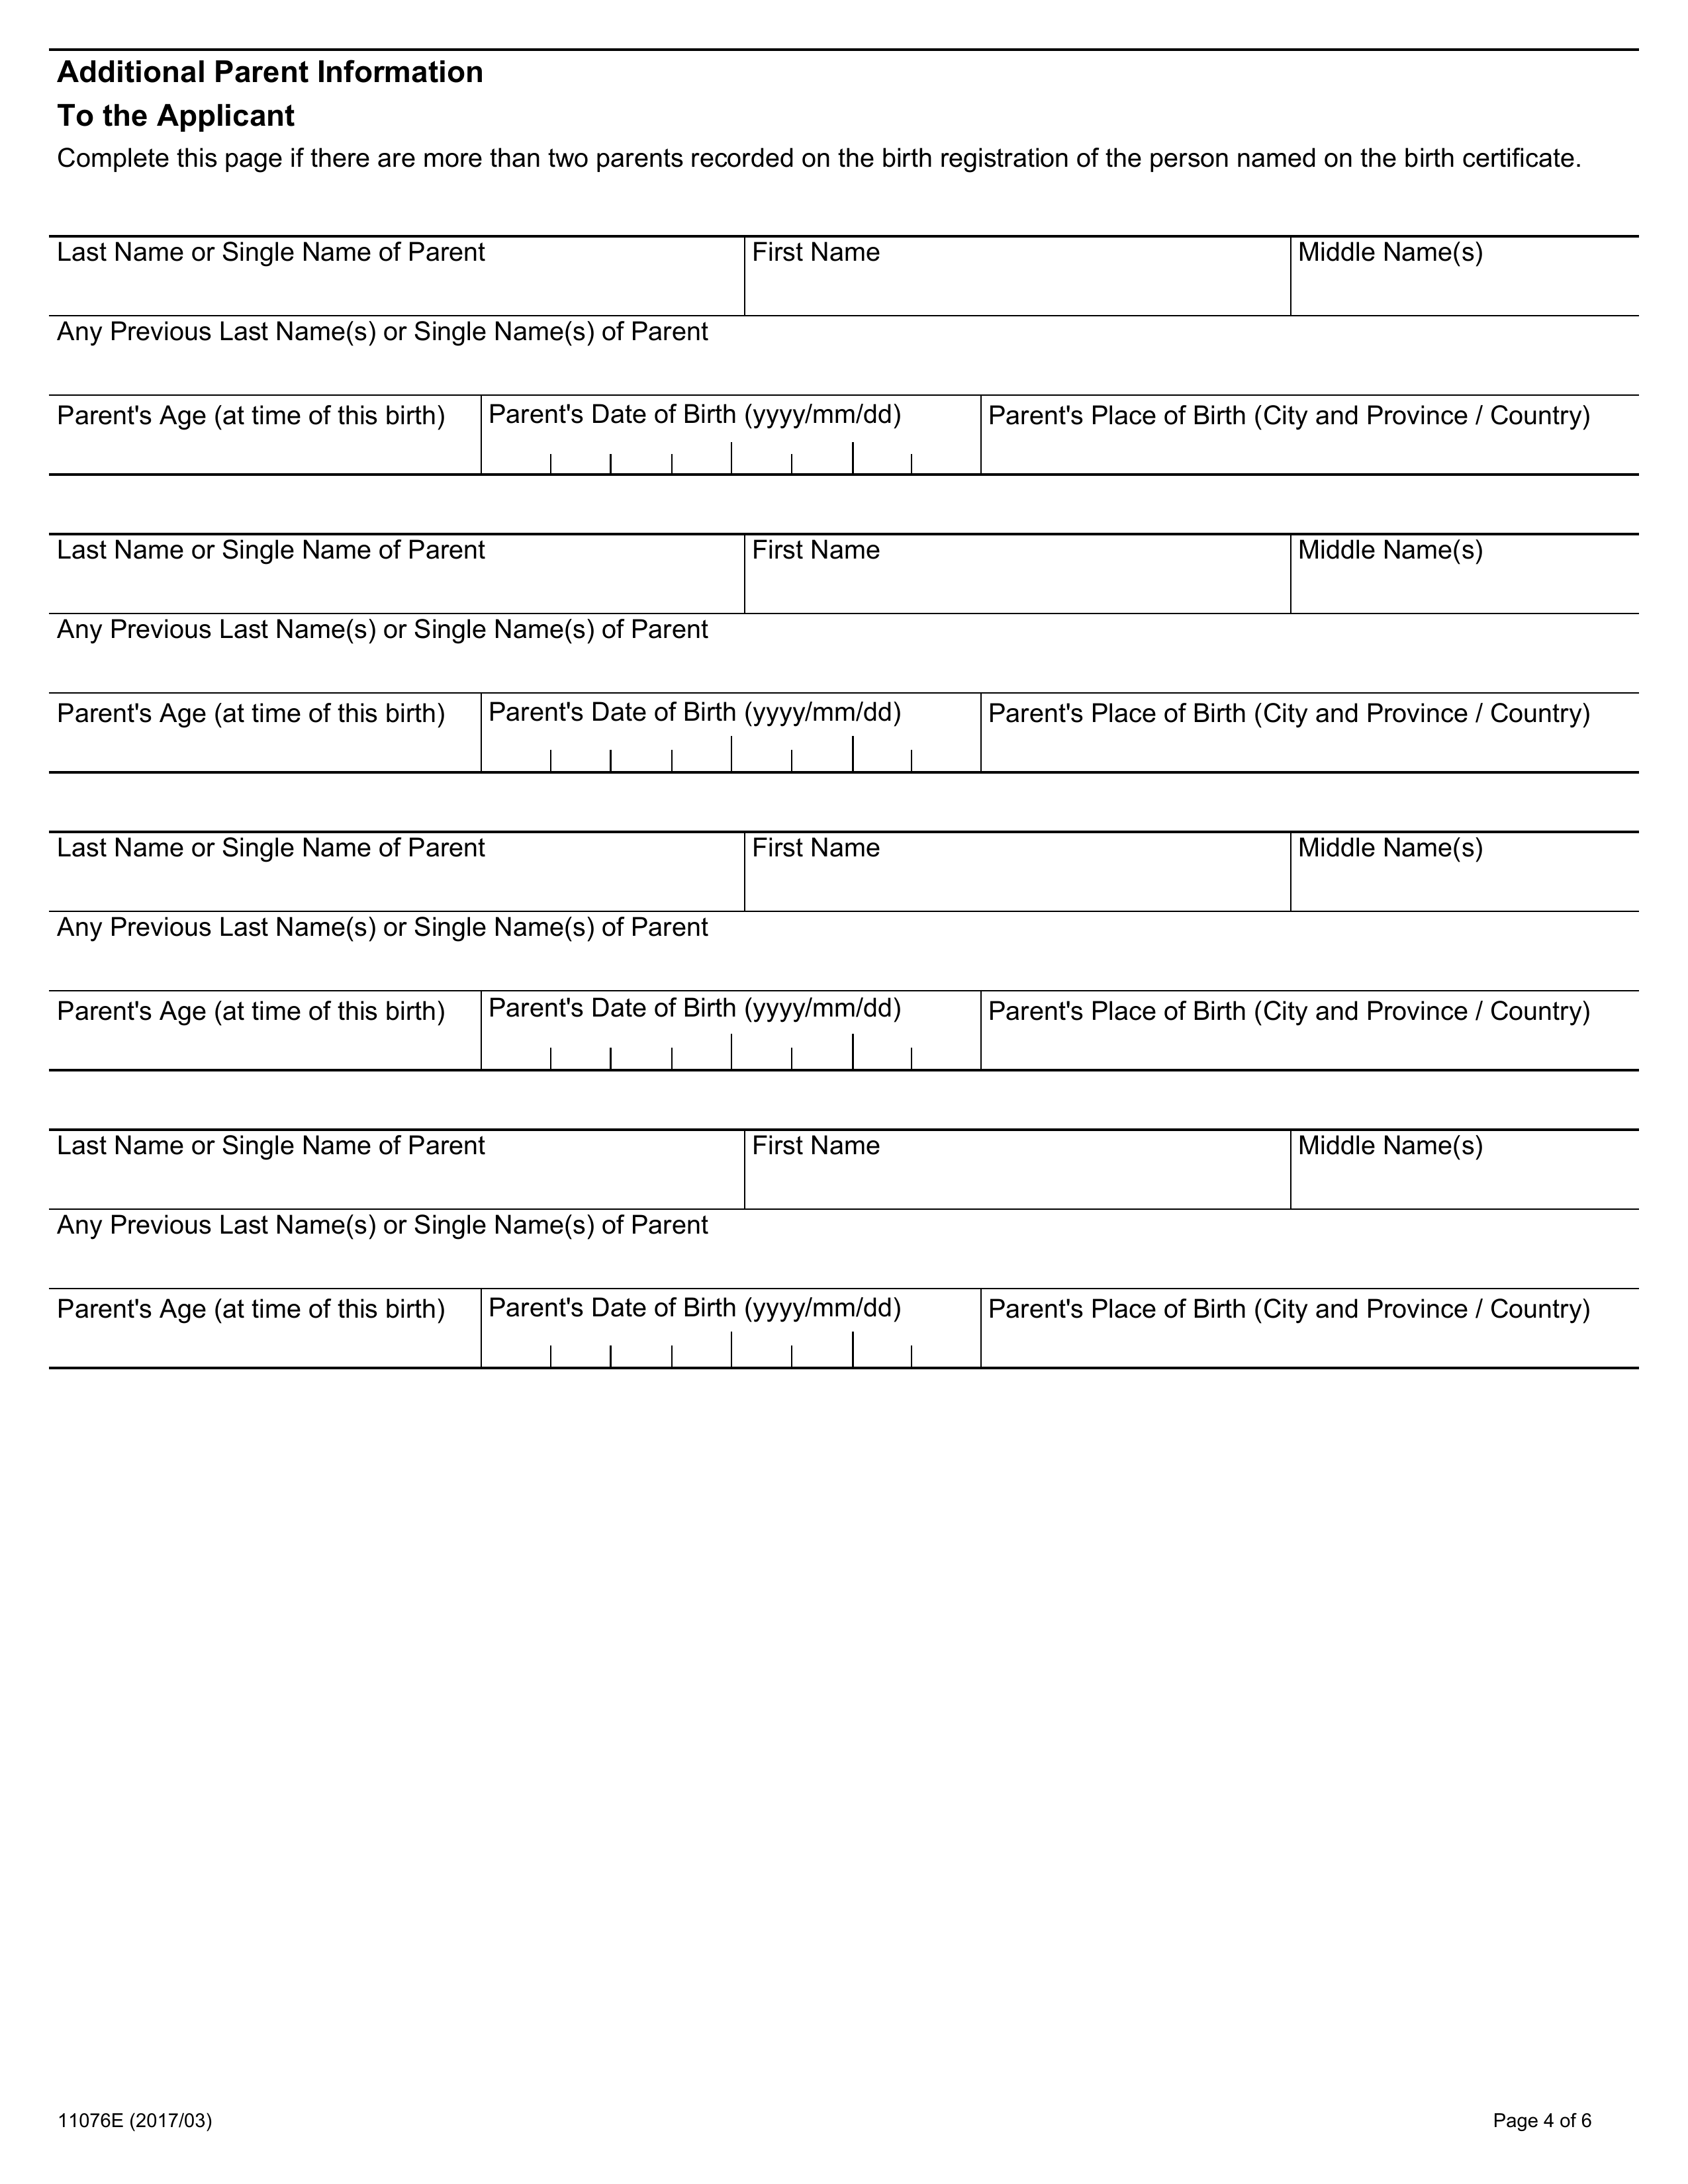 Additional Parent Information
To the Applicant
Complete this page if there are more than two parents recorded on the birth registration of the person named on the birth certificate.
Last Name or Single Name of Parent First Name Middle Name(s)
Any Previous Last Name(s) or Single Name(s) of Parent
Parent's Age (at time of this birth) Parent's Date of Birth (yyyy/mm/dd) Parent's Place of Birth (City and Province / Country)
Last Name or Single Name of Parent First Name Middle Name(s)
Any Previous Last Name(s) or Single Name(s) of Parent
Parent's Age (at time of this birth) Parent's Date of Birth (yyyy/mm/dd) Parent's Place of Birth (City and Province / Country)
Last Name or Single Name of Parent First Name Middle Name(s)
Any Previous Last Name(s) or Single Name(s) of Parent
Parent's Age (at time of this birth) Parent's Date of Birth (yyyy/mm/dd) Parent's Place of Birth (City and Province / Country)
Last Name or Single Name of Parent First Name Middle Name(s)
Any Previous Last Name(s) or Single Name(s) of Parent
Parent's Age (at time of this birth) Parent's Date of Birth (yyyy/mm/dd) Parent's Place of Birth (City and Province / Country)
11076E (2017/03) Page 4 of 6